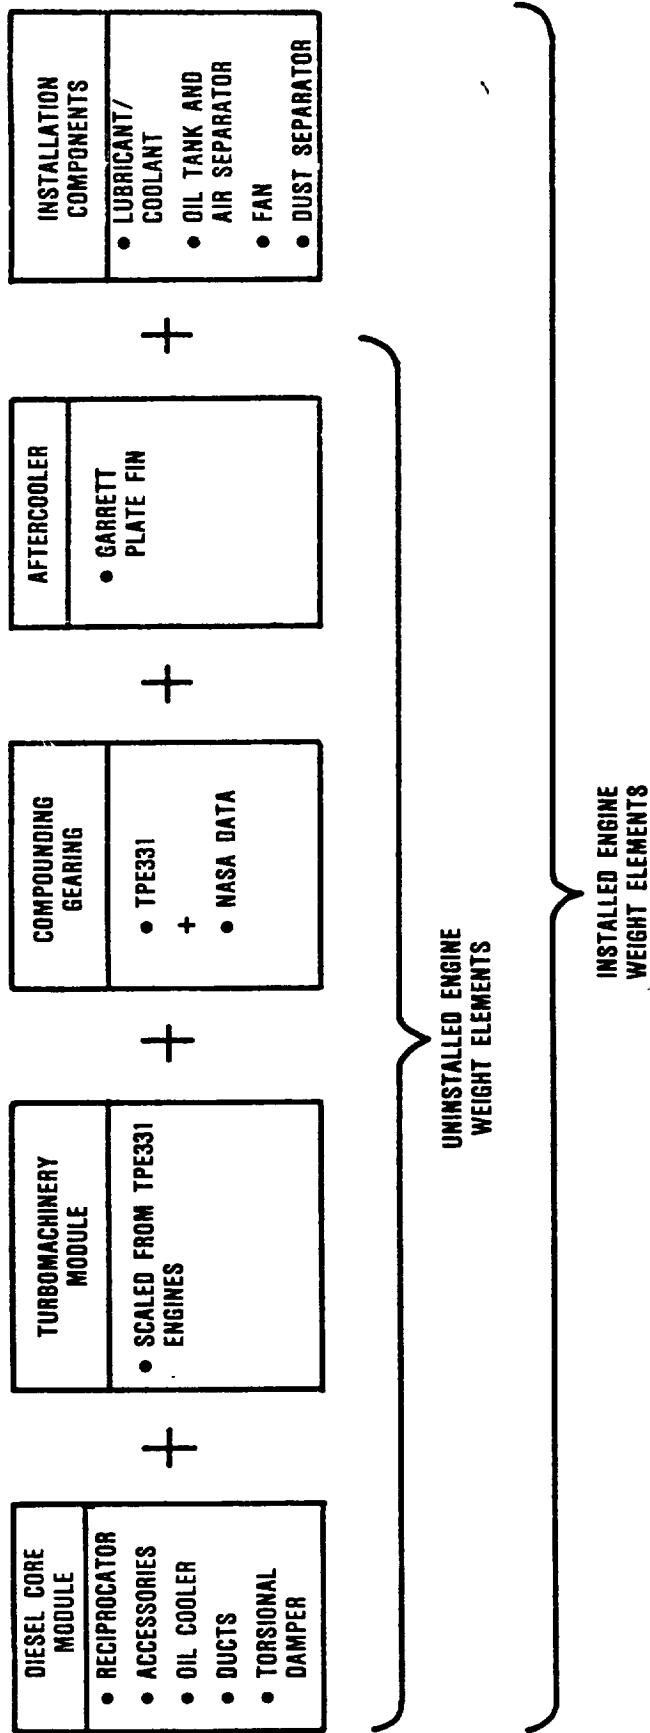 DIESEL CORE
MODULE
• RECIPROCATOR
• ACCESSORIES
• OIL COOLER
• DUCTS
• TORSIONAL
DAMPER
+
TURBOMACHINERY
MODULE
• SCALED FROM TPE331
ENGINES
+
COMPOUNDING
GEARING
• TPE331
+
• NASA DATA
+
AFTERCOOLER
• GARRETT
PLATE FIN
+
INSTALLATION
COMPONENTS
• LUBRICANT/
COOLANT
• OIL TANK AND
AIR SEPARATOR
• FAN
• DUST SEPARATOR
UNINSTALLED ENGINE
WEIGHT ELEMENTS
INSTALLED ENGINE
WEIGHT ELEMENTS